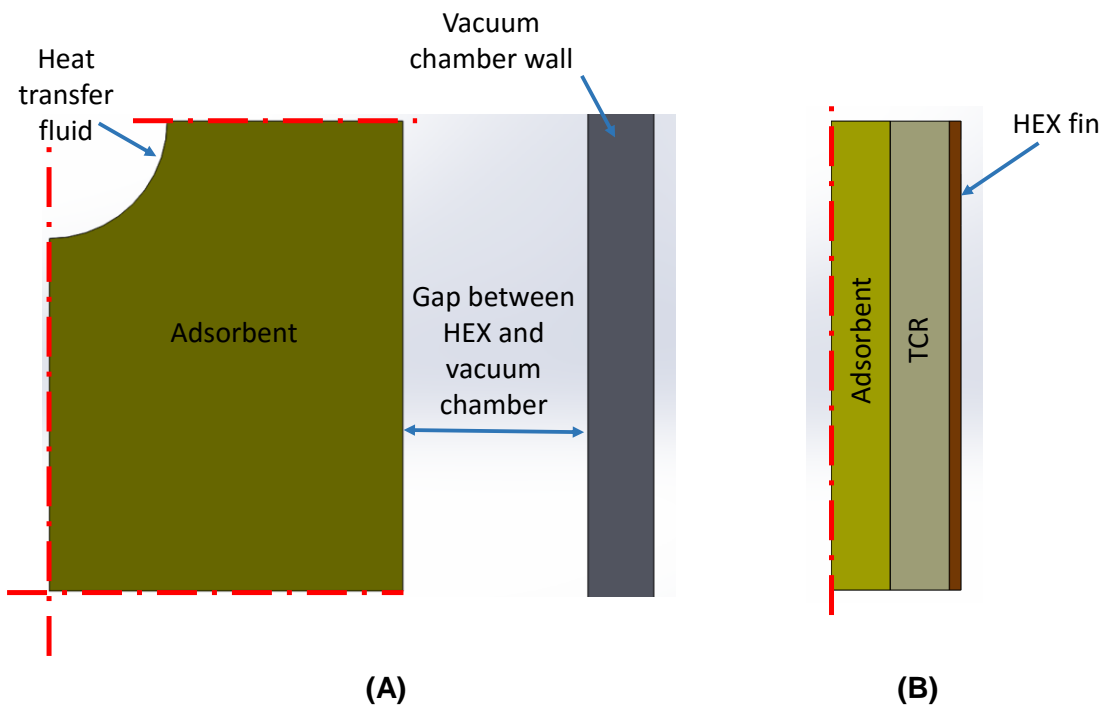 Heat
transfer
fluid
Vacuum
chamber wall
Adsorbent
Gap between
HEX and
vacuum
chamber
HEX fin
Adsorbent
TCR
(A)
(B)